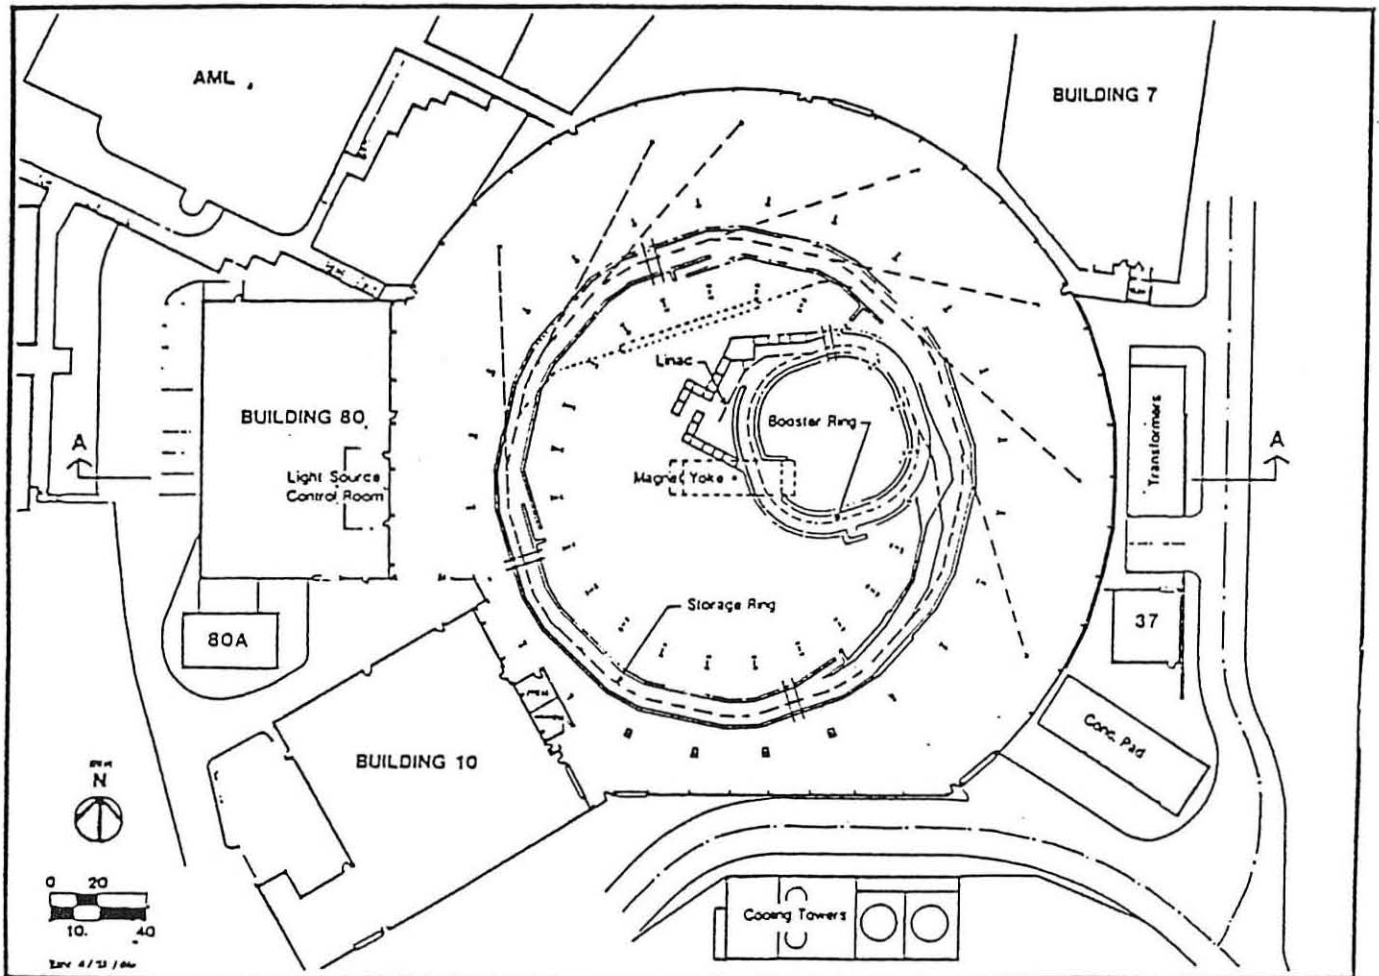 AML
BUILDING 7
Linac
BUILDING 80
Booster Ring
Transformers
A
A
Light Source
Control Room
Magnet Yoke
Storage Ring
80A
37
BUILDING 10
Conc. Pad
N
0 20
10. 40
Cooling Towers